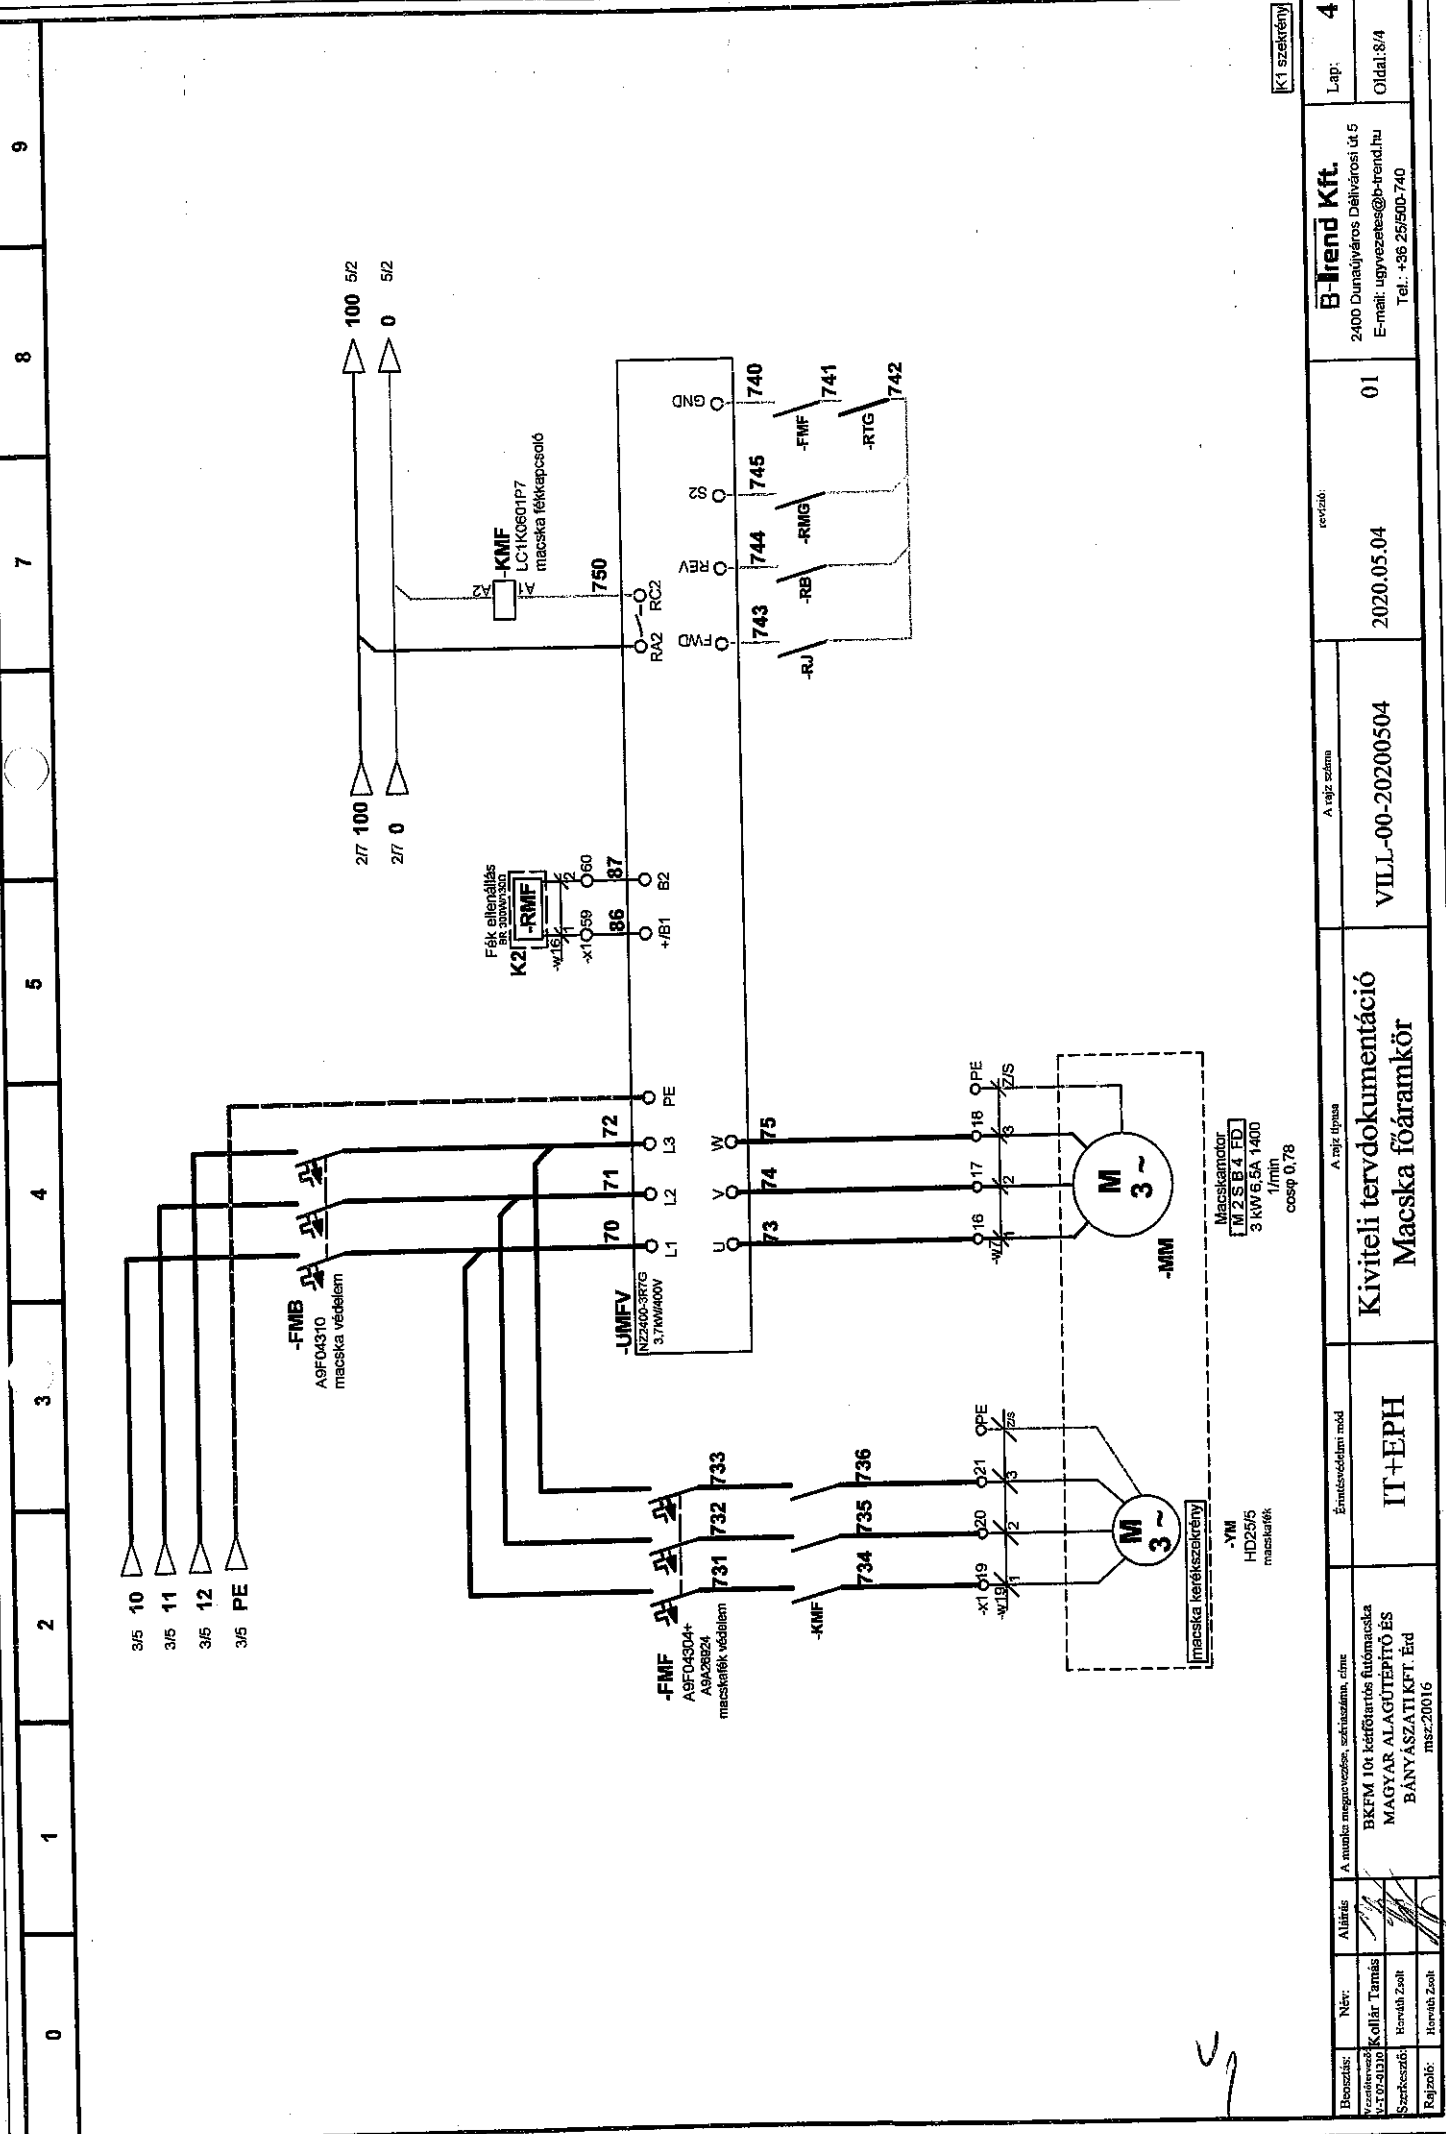 0 1 2 3 4 5 6 7 8 9
3/5 10
3/5 11
3/5 12
3/5 PE
-FMB
A9F04310
macska védelem
2/7 100
2/7 0
100 5/2
0 5/2
-KMF
LC1K0601P7
macska fékkapcsoló
A2
A1
750
Fék ellenállás
BR 300W/130Ω
K2
-RMF
-w16 1 2
-x1 59 60
86 87
+/B1 B2
RA2 RC2
70 71 72
L1 L2 L3 PE
-UMFV
NZ2400-3R7G
3,7kW/400V
U V W
FWD REV S2 GND
73 74 75
743 744 745 740
-RJ -RB -RMG -FMF
741
-RTG
742
-FMF
A9F04304+
A9A26924
macskafék védelem
731 732 733
-KMF
734 735 736
-x1 19 20 21 PE
-w19 1 2 3 z/s
16 17 18 PE
-w7 1 2 3 Z/S
M
3 ~
M
3 ~
-MM
Macskamotor
M 2 S B 4 FD
3 kW 6,5A 1400
1/min
cosφ 0,78
macska kerékszekrény
-YM
HD25/5
macskafék
K1 szekrény
Beosztás: Név: Aláírás
Vezetőtervező: Kollár Tamás
V-T 07-01310
Szerkesztő: Horváth Zsolt
Rajzoló: Horváth Zsolt
A munka megnevezése, szériaszáma, címe
BKFM 10t kétfőtartós futómacska
MAGYAR ALAGÚTÉPÍTŐ ÉS
BÁNYÁSZATI KFT. Érd
msz:20016
Érintésvédelmi mód
IT+EPH
A rajz típusa
Kiviteli tervdokumentáció
Macska főáramkör
A rajz száma
VILL-00-20200504
revízió:
2020.05.04 01
B-Trend Kft.
2400 Dunaújváros Délivárosi út 5
E-mail: ugyvezetes@b-trend.hu
Tel.: +36 25/500-740
Lap: 4
Oldal:8/4